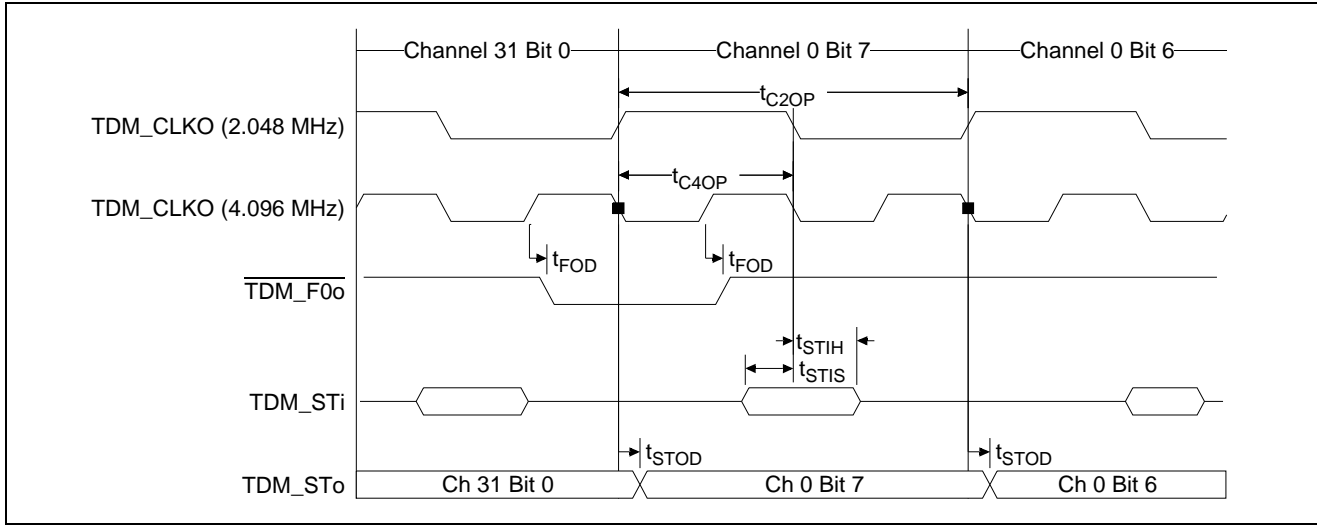 Channel 31 Bit 0 Channel 0 Bit 7 Channel 0 Bit 6
tC2OP
TDM_CLKO (2.048 MHz)
tC4OP
TDM_CLKO (4.096 MHz)
tFOD tFOD
TDM_F0o
tSTIH
tSTIS
TDM_STi
tSTOD tSTOD
TDM_STo Ch 31 Bit 0 Ch 0 Bit 7 Ch 0 Bit 6